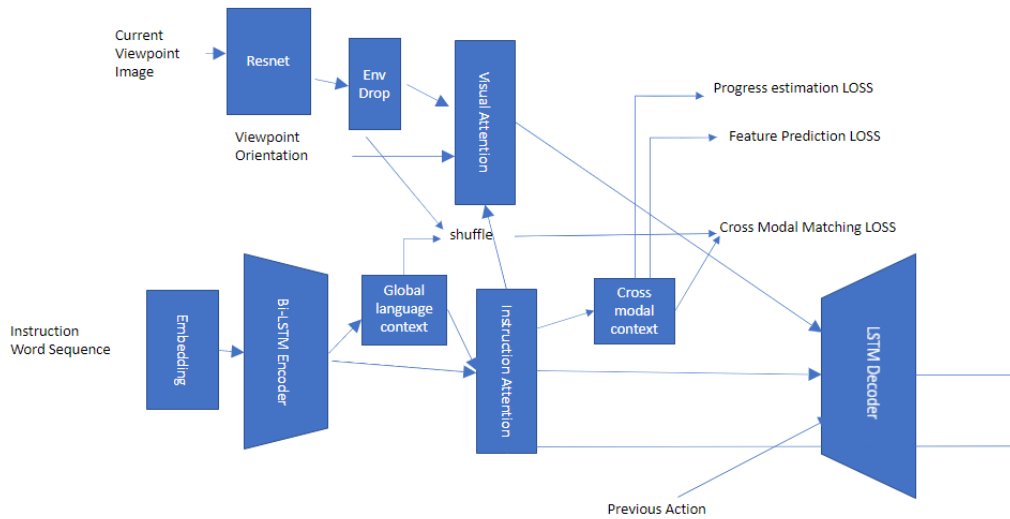 Current
Viewpoint
Image
Resnet
Env
Drop
Visual Attention
Viewpoint
Orientation
Progress estimation LOSS
Feature Prediction LOSS
shuffle
Cross Modal Matching LOSS
Instruction
Word Sequence
Embedding
Bi-LSTM Encoder
Global
language
context
Instruction Attention
Cross
modal
context
LSTM Decoder
Previous Action